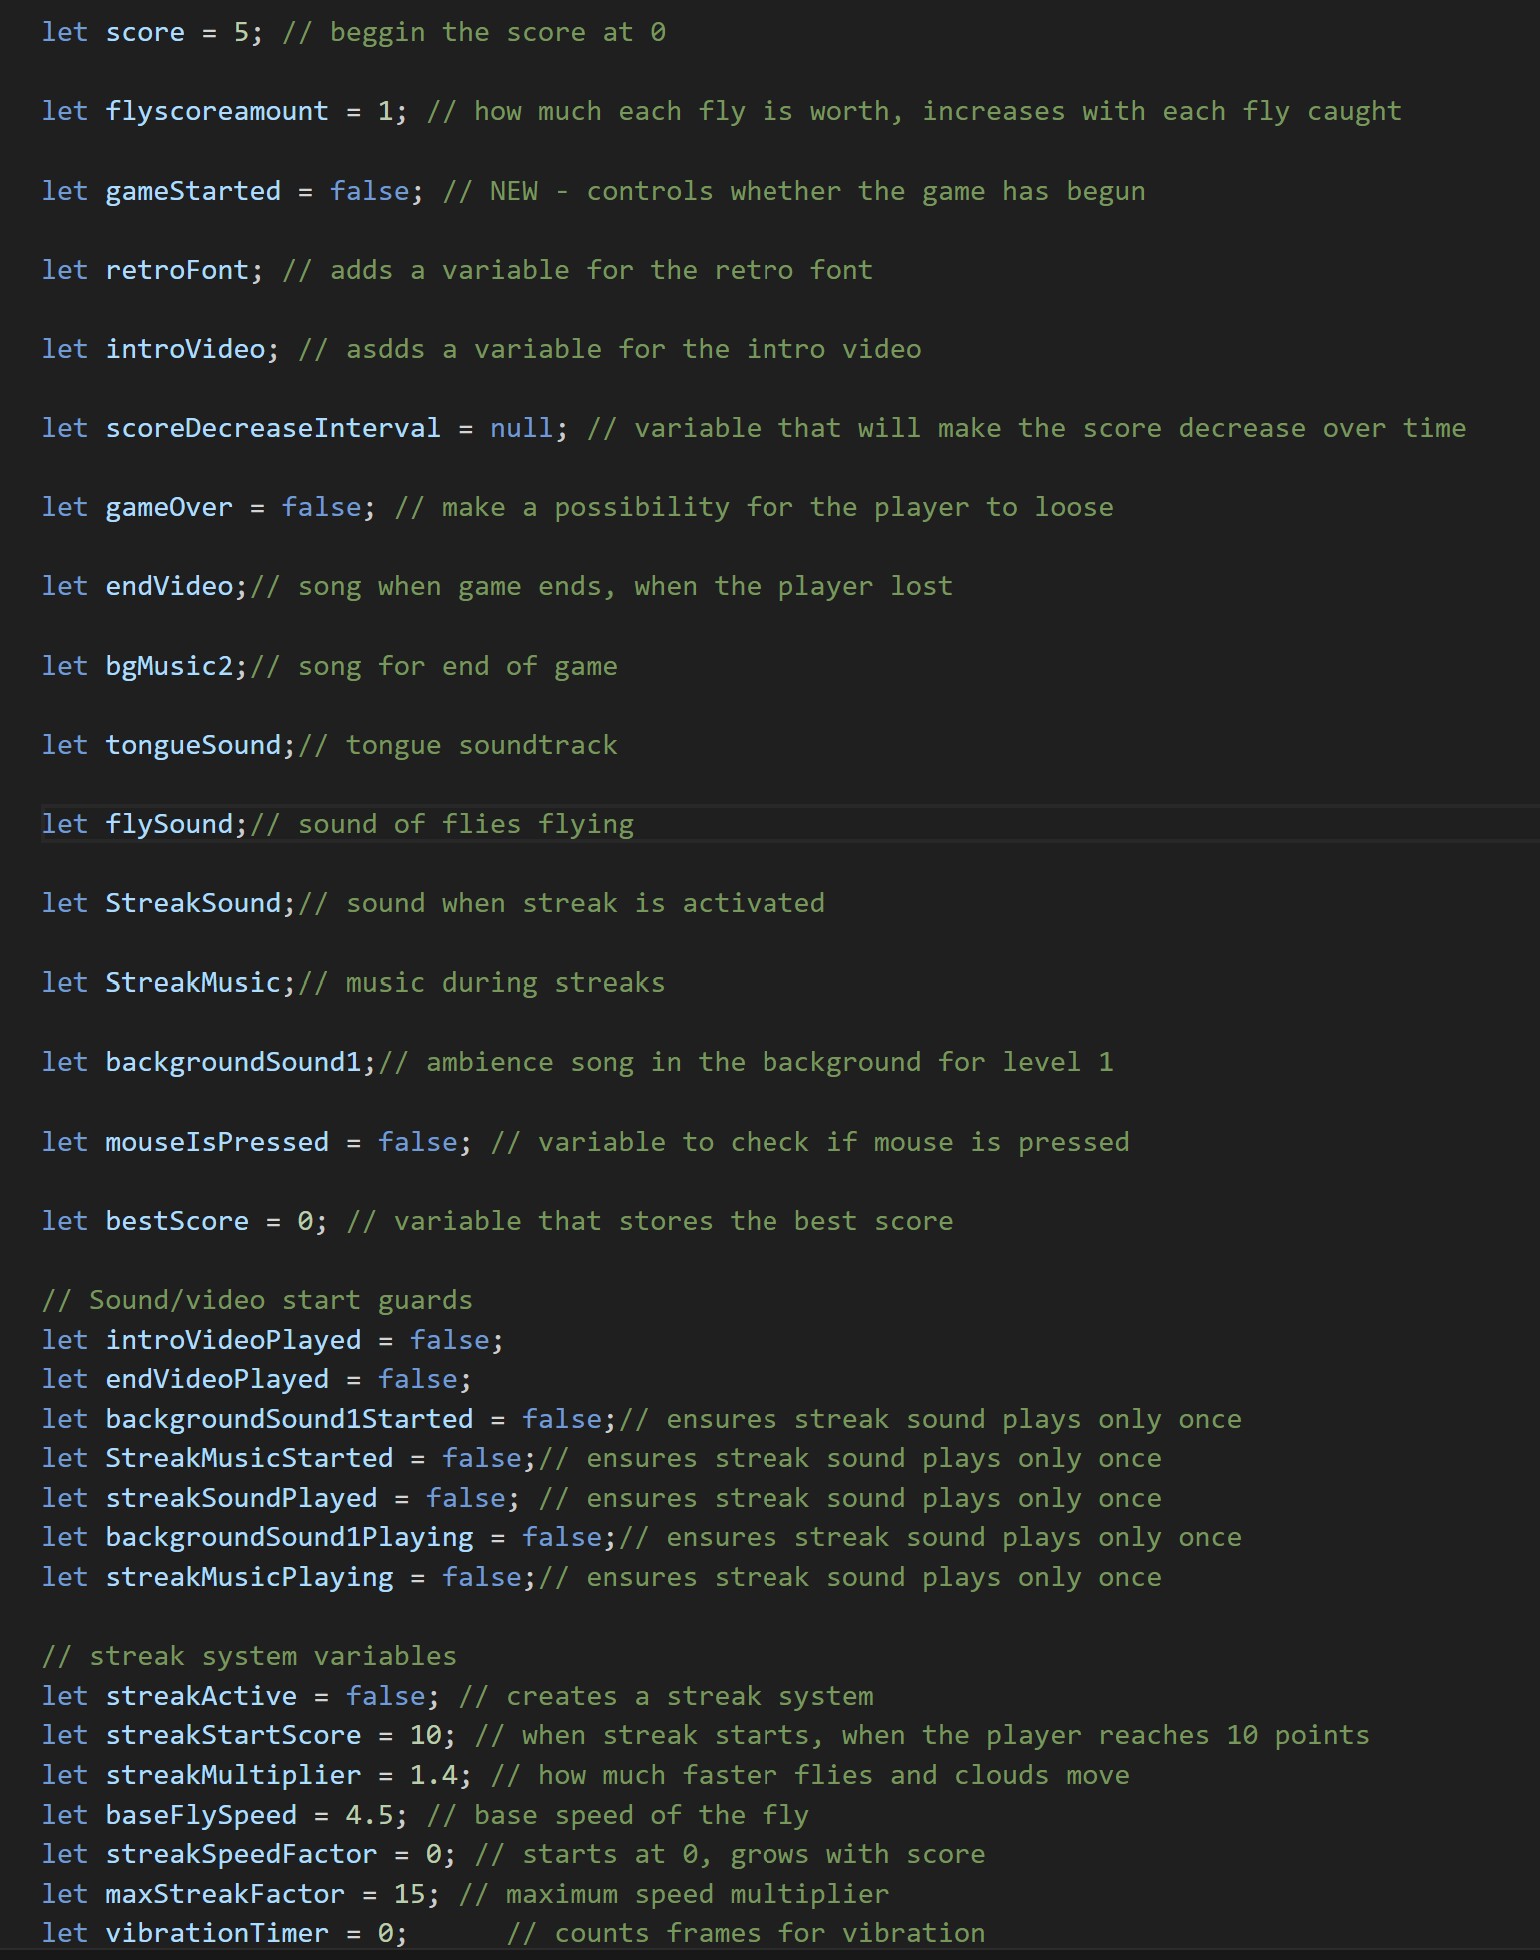 let score = 5; // beggin the score at 0
let flyscoreamount = 1; // how much each fly is worth, increases with each fly caught
let gameStarted = false; // NEW - controls whether the game has begun
let retroFont; // adds a variable for the retro font
let introVideo; // asdds a variable for the intro video
let scoreDecreaseInterval = null; // variable that will make the score decrease over time
let gameOver = false; // make a possibility for the player to loose
let endVideo;// song when game ends, when the player lost
let bgMusic2;// song for end of game
let tongueSound;// tongue soundtrack
let flySound;// sound of flies flying
let StreakSound;// sound when streak is activated
let StreakMusic;// music during streaks
let backgroundSound1;// ambience song in the background for level 1
let mouseIsPressed = false; // variable to check if mouse is pressed
let bestScore = 0; // variable that stores the best score
// Sound/video start guards
let introVideoPlayed = false;
let endVideoPlayed = false;
let backgroundSound1Started = false;// ensures streak sound plays only once
let StreakMusicStarted = false;// ensures streak sound plays only once
let streakSoundPlayed = false; // ensures streak sound plays only once
let backgroundSound1Playing = false;// ensures streak sound plays only once
let streakMusicPlaying = false;// ensures streak sound plays only once
// streak system variables
let streakActive = false; // creates a streak system
let streakStartScore = 10; // when streak starts, when the player reaches 10 points
let streakMultiplier = 1.4; // how much faster flies and clouds move
let baseFlySpeed = 4.5; // base speed of the fly
let streakSpeedFactor = 0; // starts at 0, grows with score
let maxStreakFactor = 15; // maximum speed multiplier
let vibrationTimer = 0;      // counts frames for vibration